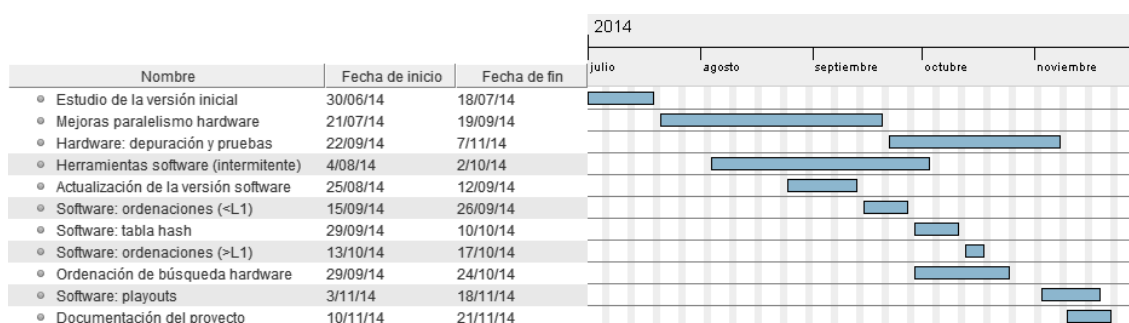 2014
julio agosto septiembre octubre noviembre
Nombre Fecha de inicio Fecha de fin
Estudio de la versión inicial 30/06/14 18/07/14
Mejoras paralelismo hardware 21/07/14 19/09/14
Hardware: depuración y pruebas 22/09/14 7/11/14
Herramientas software (intermitente) 4/08/14 2/10/14
Actualización de la versión software 25/08/14 12/09/14
Software: ordenaciones (<L1) 15/09/14 26/09/14
Software: tabla hash 29/09/14 10/10/14
Software: ordenaciones (>L1) 13/10/14 17/10/14
Ordenación de búsqueda hardware 29/09/14 24/10/14
Software: playouts 3/11/14 18/11/14
Documentación del proyecto 10/11/14 21/11/14